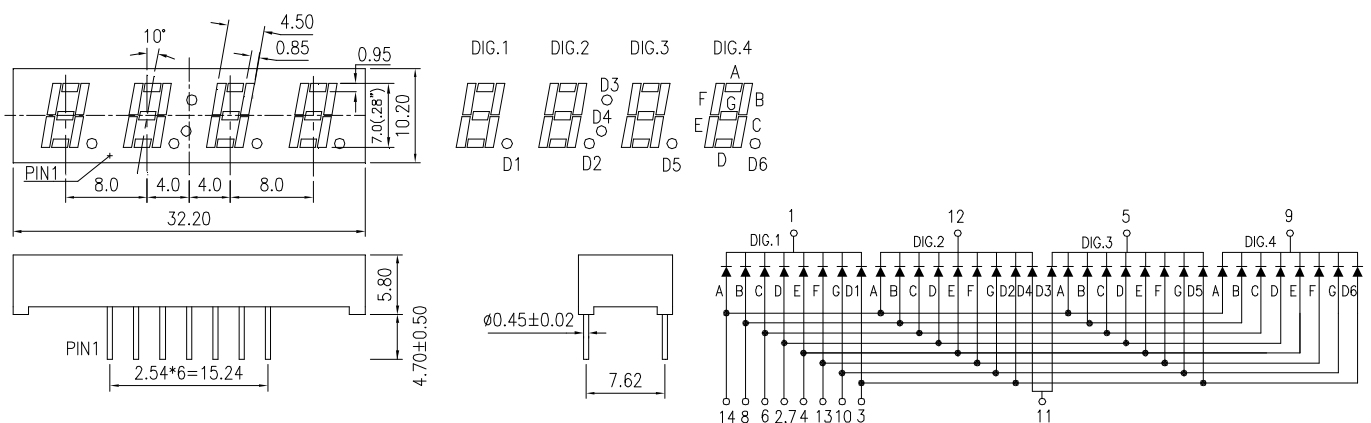 10°
4.50
0.85
0.95
7.0(.28")
10.20
PIN1
8.0
4.0
4.0
8.0
32.20
DIG.1
DIG.2
DIG.3
DIG.4
A
D3
F
G
B
D4
E
C
D1
D2
D5
D
D6
5.80
PIN1
2.54*6=15.24
4.70±0.50
Ø0.45±0.02
7.62
1
12
5
9
DIG.1
DIG.2
DIG.3
DIG.4
A B C D E F G D1 A B C D E F G D2 D4 D3 A B C D E F G D5 A B C D E F G D6
14 8 6 2,7 4 13 10 3 11